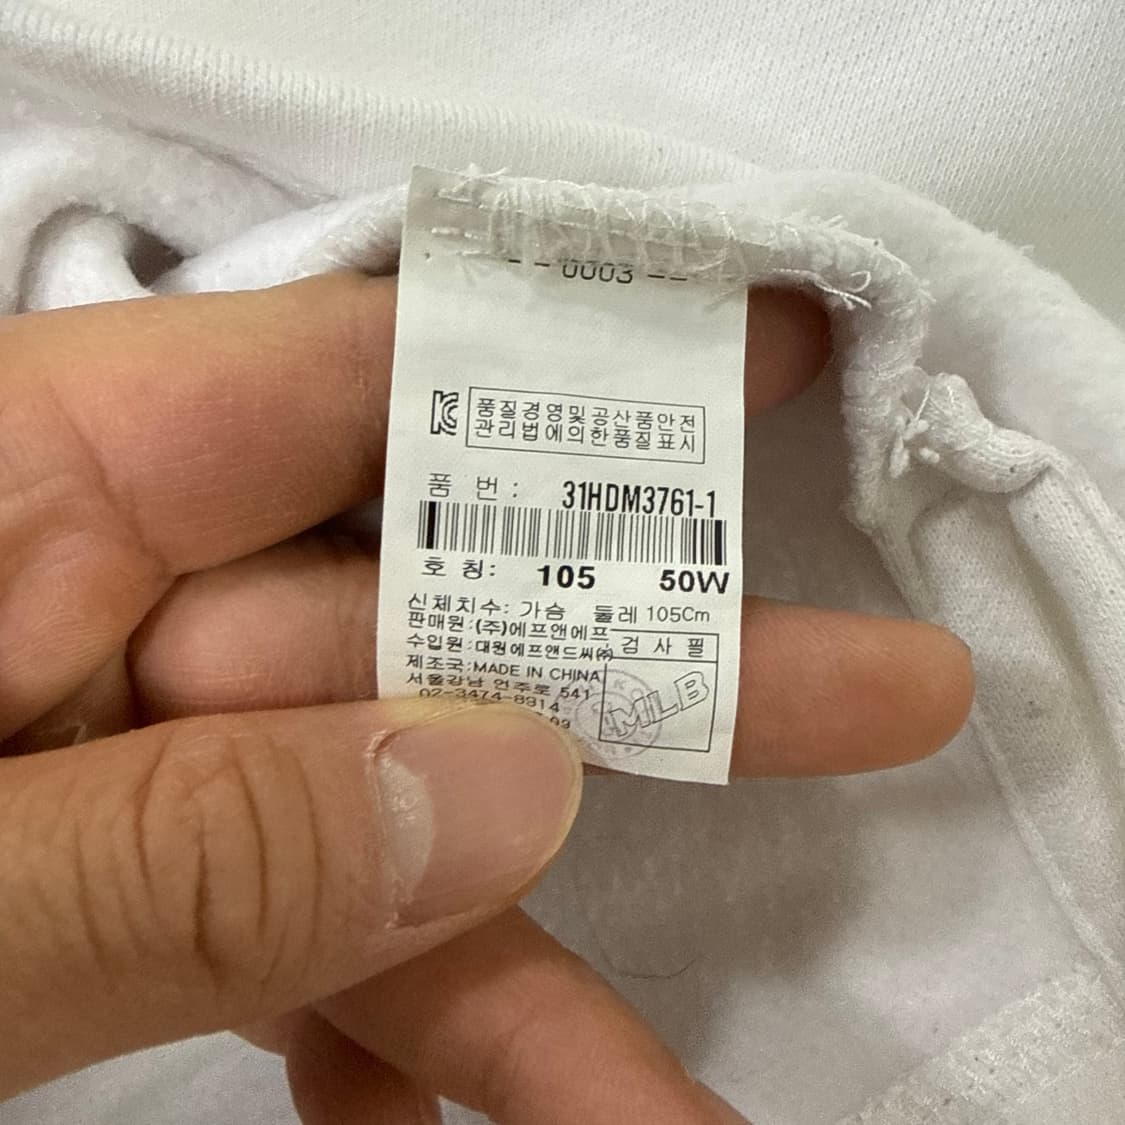 -- 0003 --
품질경영및공산품안전
관리법에의한품질표시
품 번: 31HDM3761-1
호 칭: 105 50W
신체치수: 가슴 둘레 105Cm
판매원:(주)에프앤에프
수입원:대원에프앤드씨㈜
검 사 필
제조국:MADE IN CHINA
서울강남 언주로 541
MLB
02-3474-8914